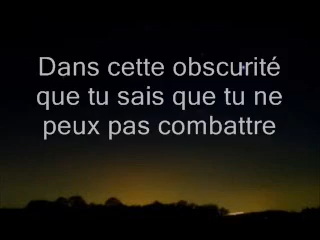 Dans cette obscurité
que tu sais que tu ne
peux pas combattre